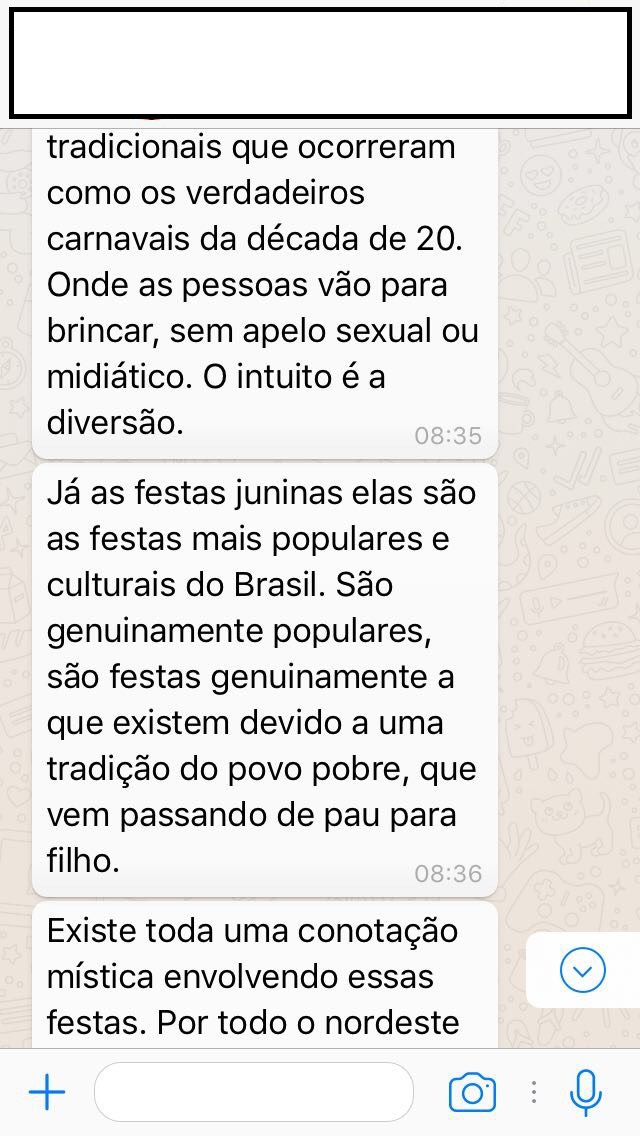 tradicionais que ocorreram
como os verdadeiros
carnavais da década de 20.
Onde as pessoas vão para
brincar, sem apelo sexual ou
midiático. O intuito é a
diversão.
08:35
Já as festas juninas elas são
as festas mais populares e
culturais do Brasil. São
genuinamente populares,
são festas genuinamente a
que existem devido a uma
tradição do povo pobre, que
vem passando de pau para
filho.
08:36
Existe toda uma conotação
mística envolvendo essas
festas. Por todo o nordeste